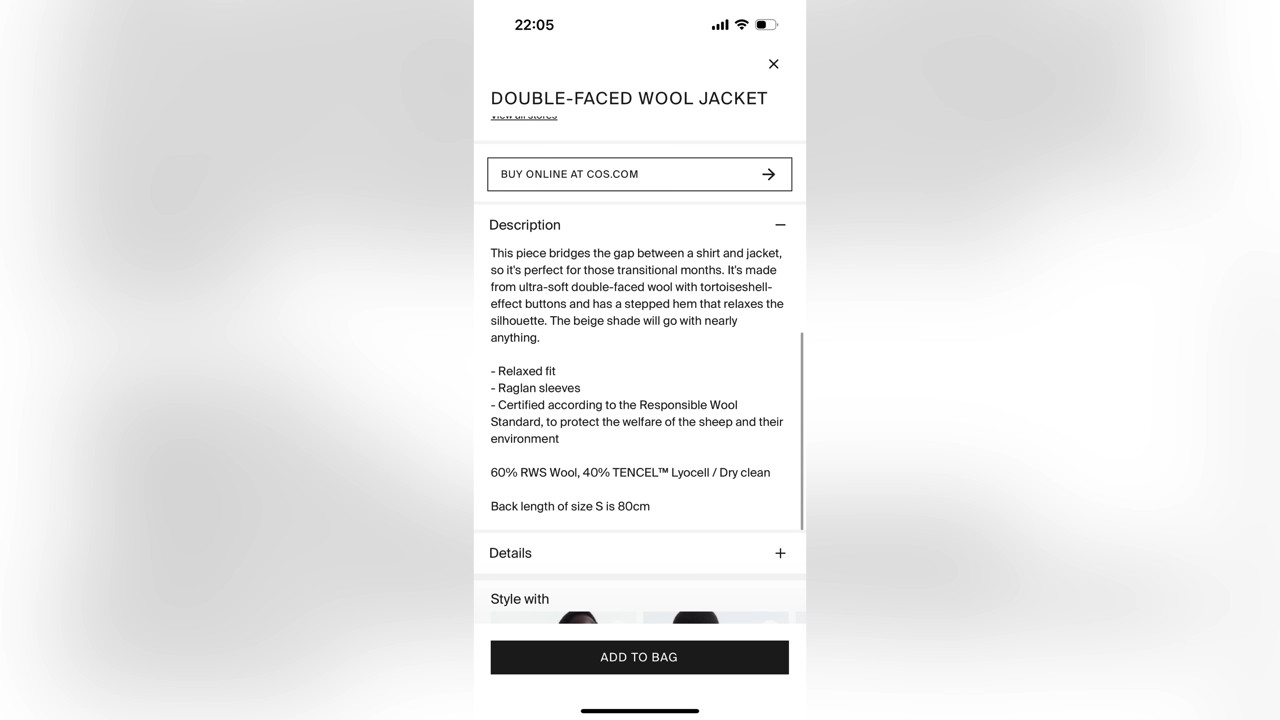 22:05
DOUBLE-FACED WOOL JACKET
View all stores
BUY ONLINE AT COS.COM
Description
This piece bridges the gap between a shirt and jacket,
so it's perfect for those transitional months. It's made
from ultra-soft double-faced wool with tortoiseshell-
effect buttons and has a stepped hem that relaxes the
silhouette. The beige shade will go with nearly
anything.
- Relaxed fit
- Raglan sleeves
- Certified according to the Responsible Wool
Standard, to protect the welfare of the sheep and their
environment
60% RWS Wool, 40% TENCEL™ Lyocell / Dry clean
Back length of size S is 80cm
Details
Style with
ADD TO BAG